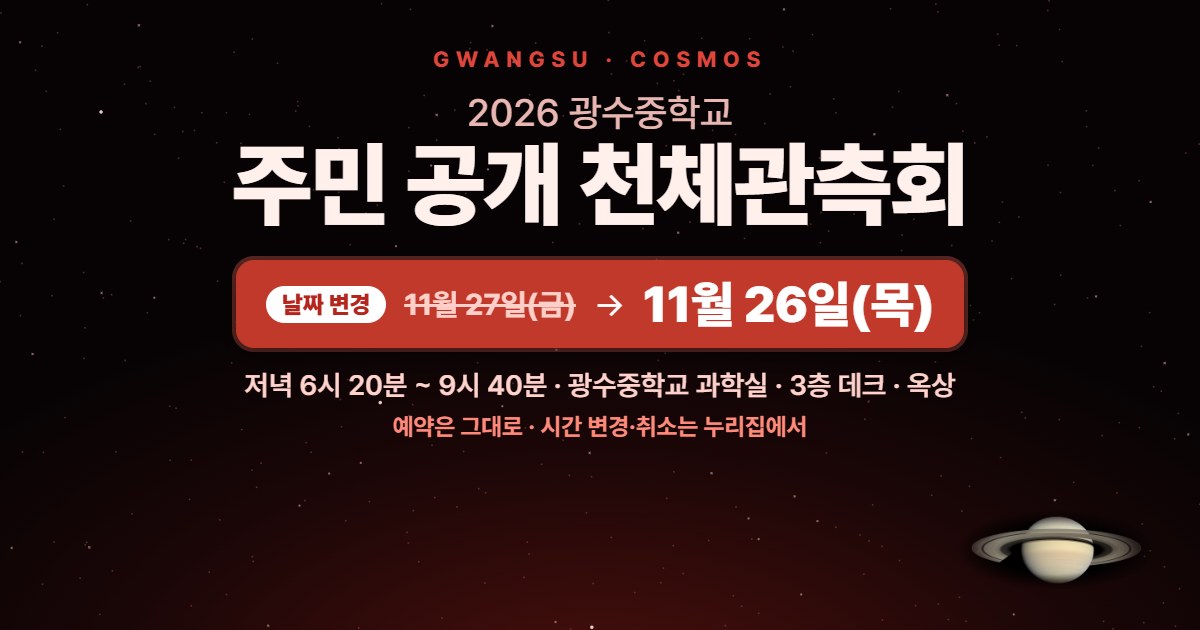 GWANGSU · COSMOS
2026 광수중학교
주민 공개 천체관측회
날짜 변경 11월 27일(금) → 11월 26일(목)
저녁 6시 20분 ~ 9시 40분 · 광수중학교 과학실 · 3층 데크 · 옥상
예약은 그대로 · 시간 변경·취소는 누리집에서